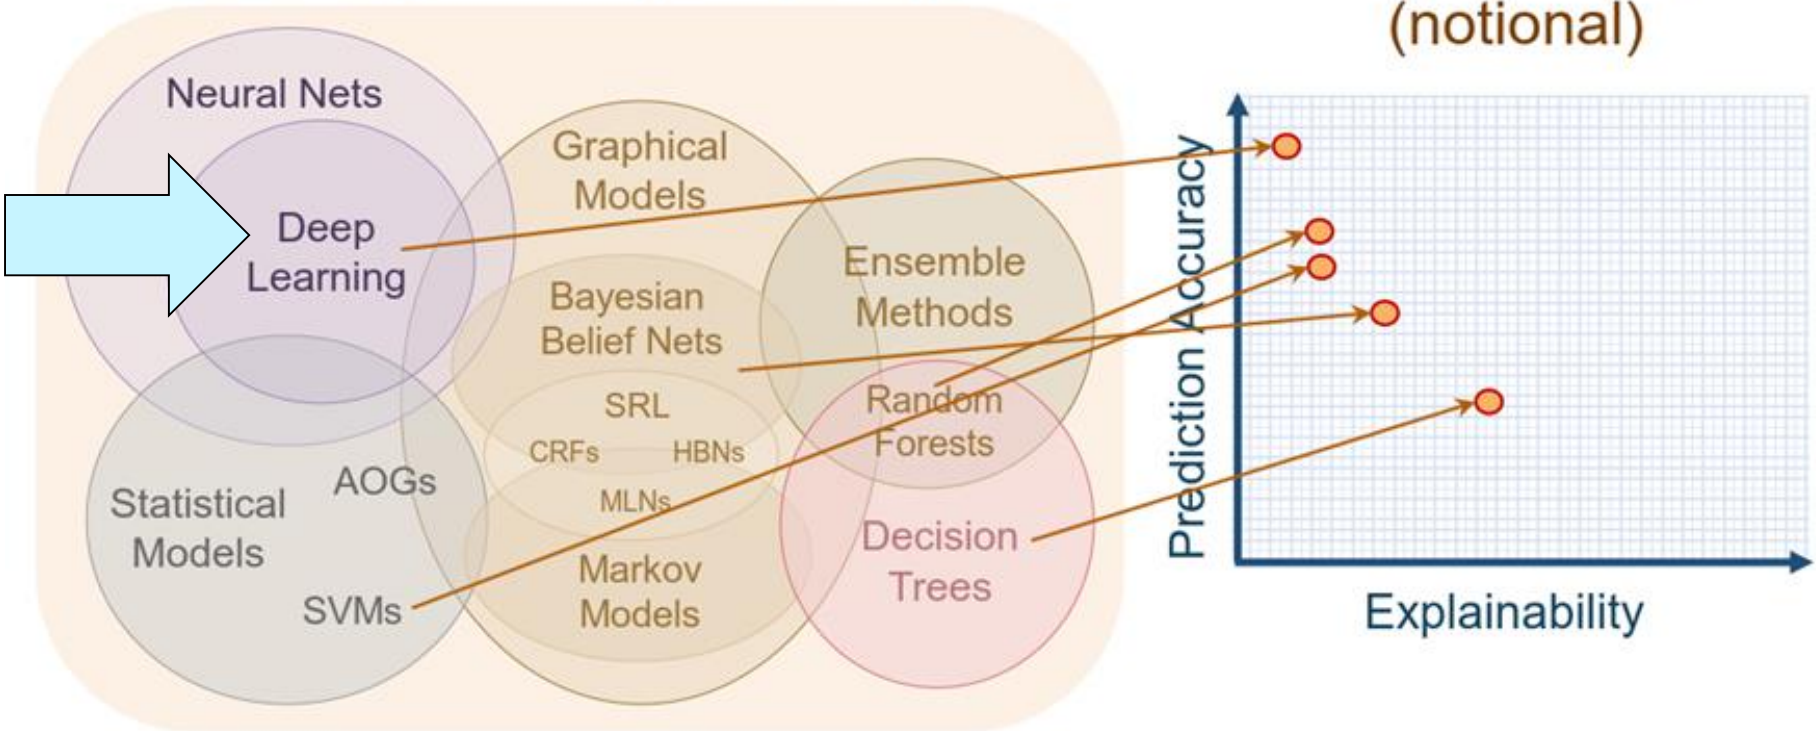 Neural Nets
Deep
Learning
Graphical
Models
Bayesian
Belief Nets
SRL
CRFs
HBNs
MLNs
Markov
Models
Ensemble
Methods
Random
Forests
Decision
Trees
Statistical
Models
AOGs
SVMs
(notional)
Prediction Accuracy
Explainability